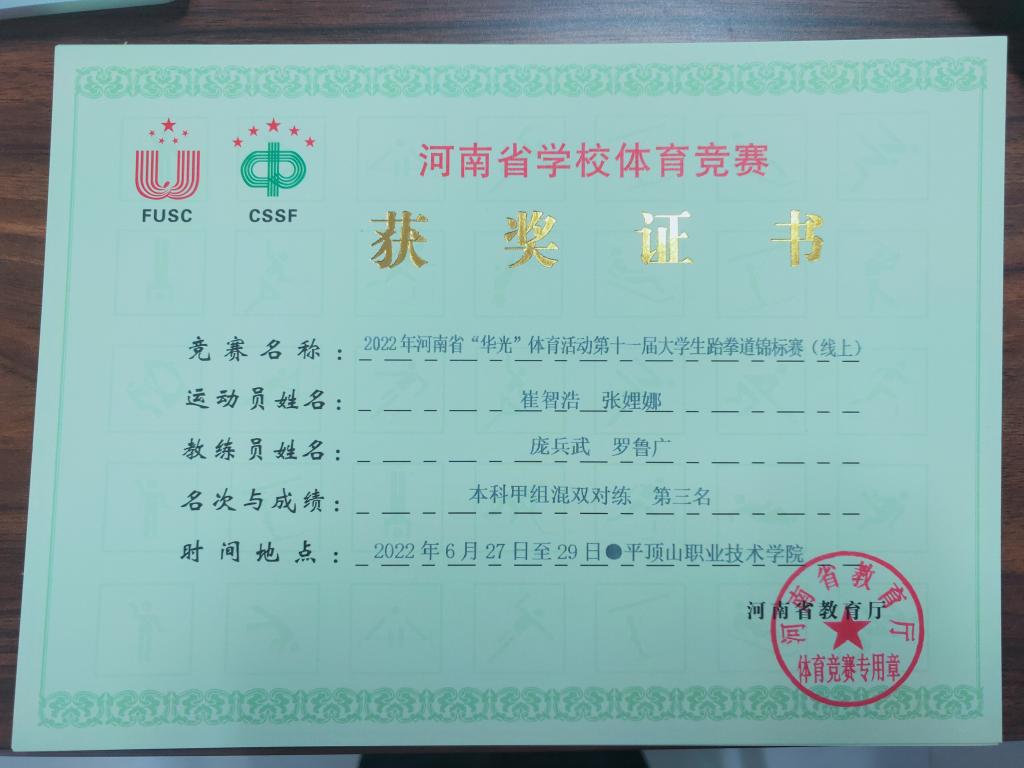 FUSC
CSSF
河南省学校体育竞赛
获奖证书
竞赛名称：2022年河南省“华光”体育活动第十一届大学生跆拳道锦标赛（线上）
运动员姓名：崔智浩 张娌娜
教练员姓名：庞兵武 罗鲁广
名次与成绩：本科甲组混双对练 第三名
时间地点：2022年6月27日至29日●平顶山职业技术学院
河南省教育厅
河南省教育厅
体育竞赛专用章